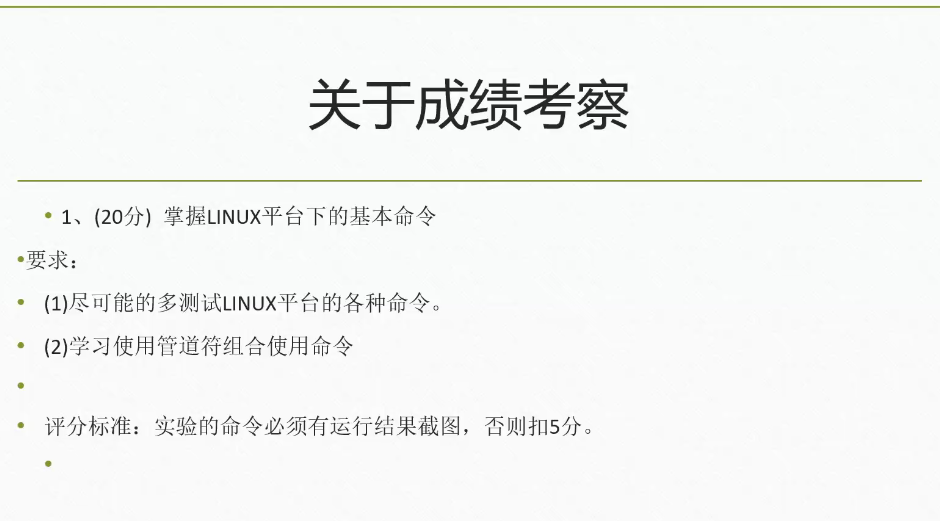 关于成绩考察
• 1、(20分) 掌握LINUX平台下的基本命令
•要求：
• (1)尽可能的多测试LINUX平台的各种命令。
• (2)学习使用管道符组合使用命令
•
• 评分标准：实验的命令必须有运行结果截图，否则扣5分。
•